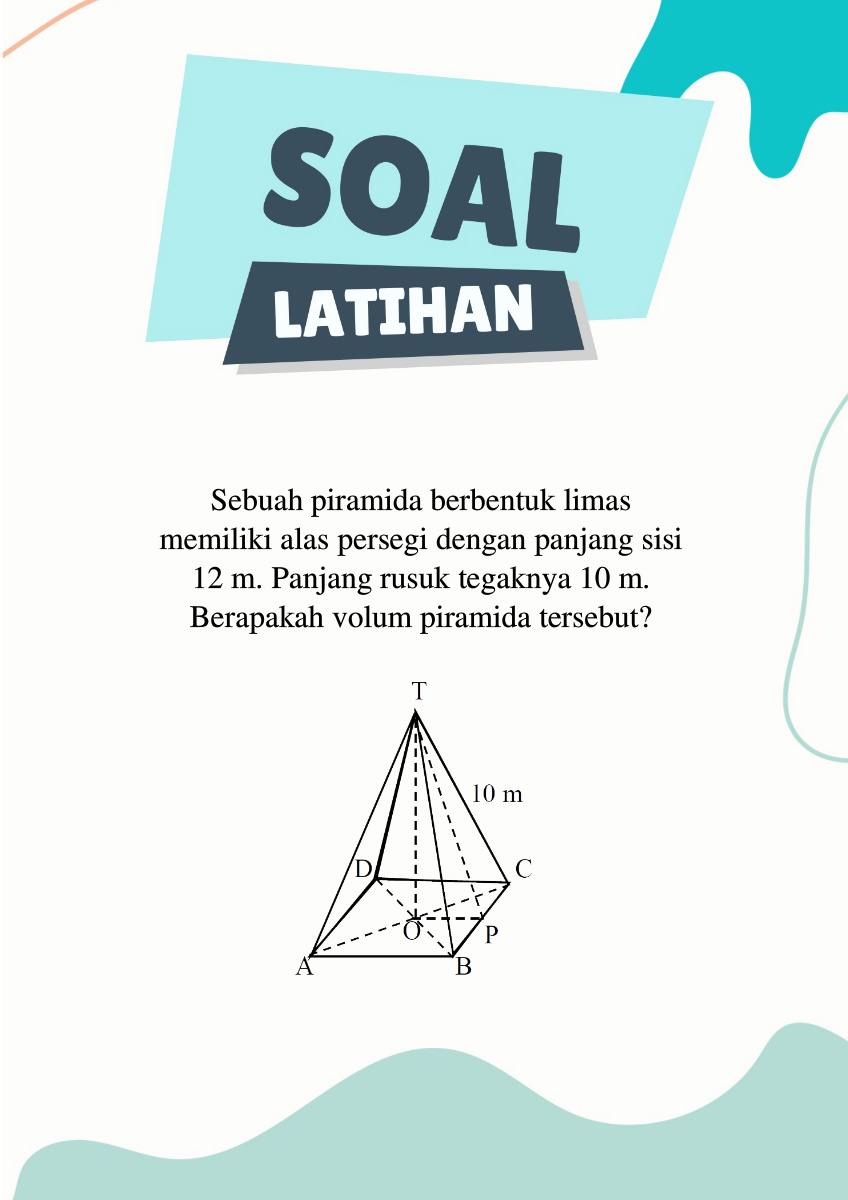 SOAL
LATIHAN
Sebuah piramida berbentuk limas
memiliki alas persegi dengan panjang sisi
12 m. Panjang rusuk tegaknya 10 m.
Berapakah volum piramida tersebut?
T
10 m
D
C
O
P
A
B